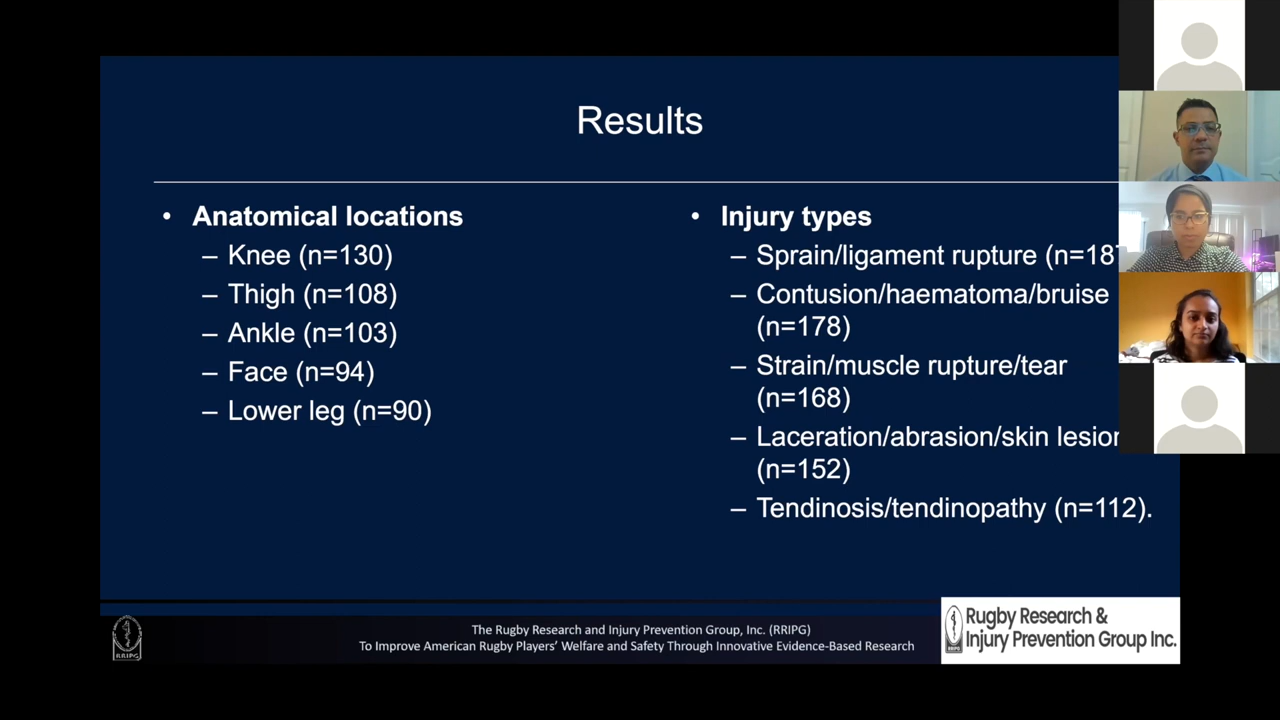 Results
• Anatomical locations
– Knee (n=130)
– Thigh (n=108)
– Ankle (n=103)
– Face (n=94)
– Lower leg (n=90)
• Injury types
– Sprain/ligament rupture
– Contusion/haematoma/bruise
(n=178)
– Strain/muscle rupture/tear
(n=168)
– Laceration/abrasion/skin
(n=152)
– Tendinosis/tendinopathy (n=112).
RRIPG
The Rugby Research and Injury Prevention Group, Inc. (RRIPG)
To Improve American Rugby Players’ Welfare and Safety Through Innovative Evidence-Based Research
Rugby Research &
Injury Prevention Group Inc.